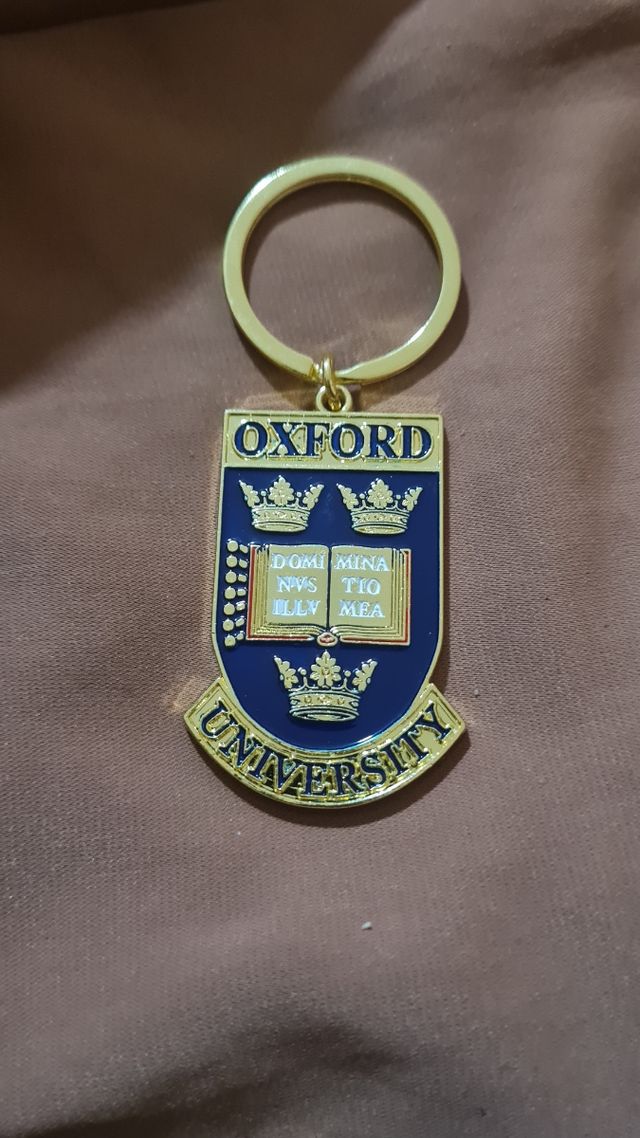 OXFORD
DOMI MINA
NVS TIO
ILLV MEA
UNIVERSITY